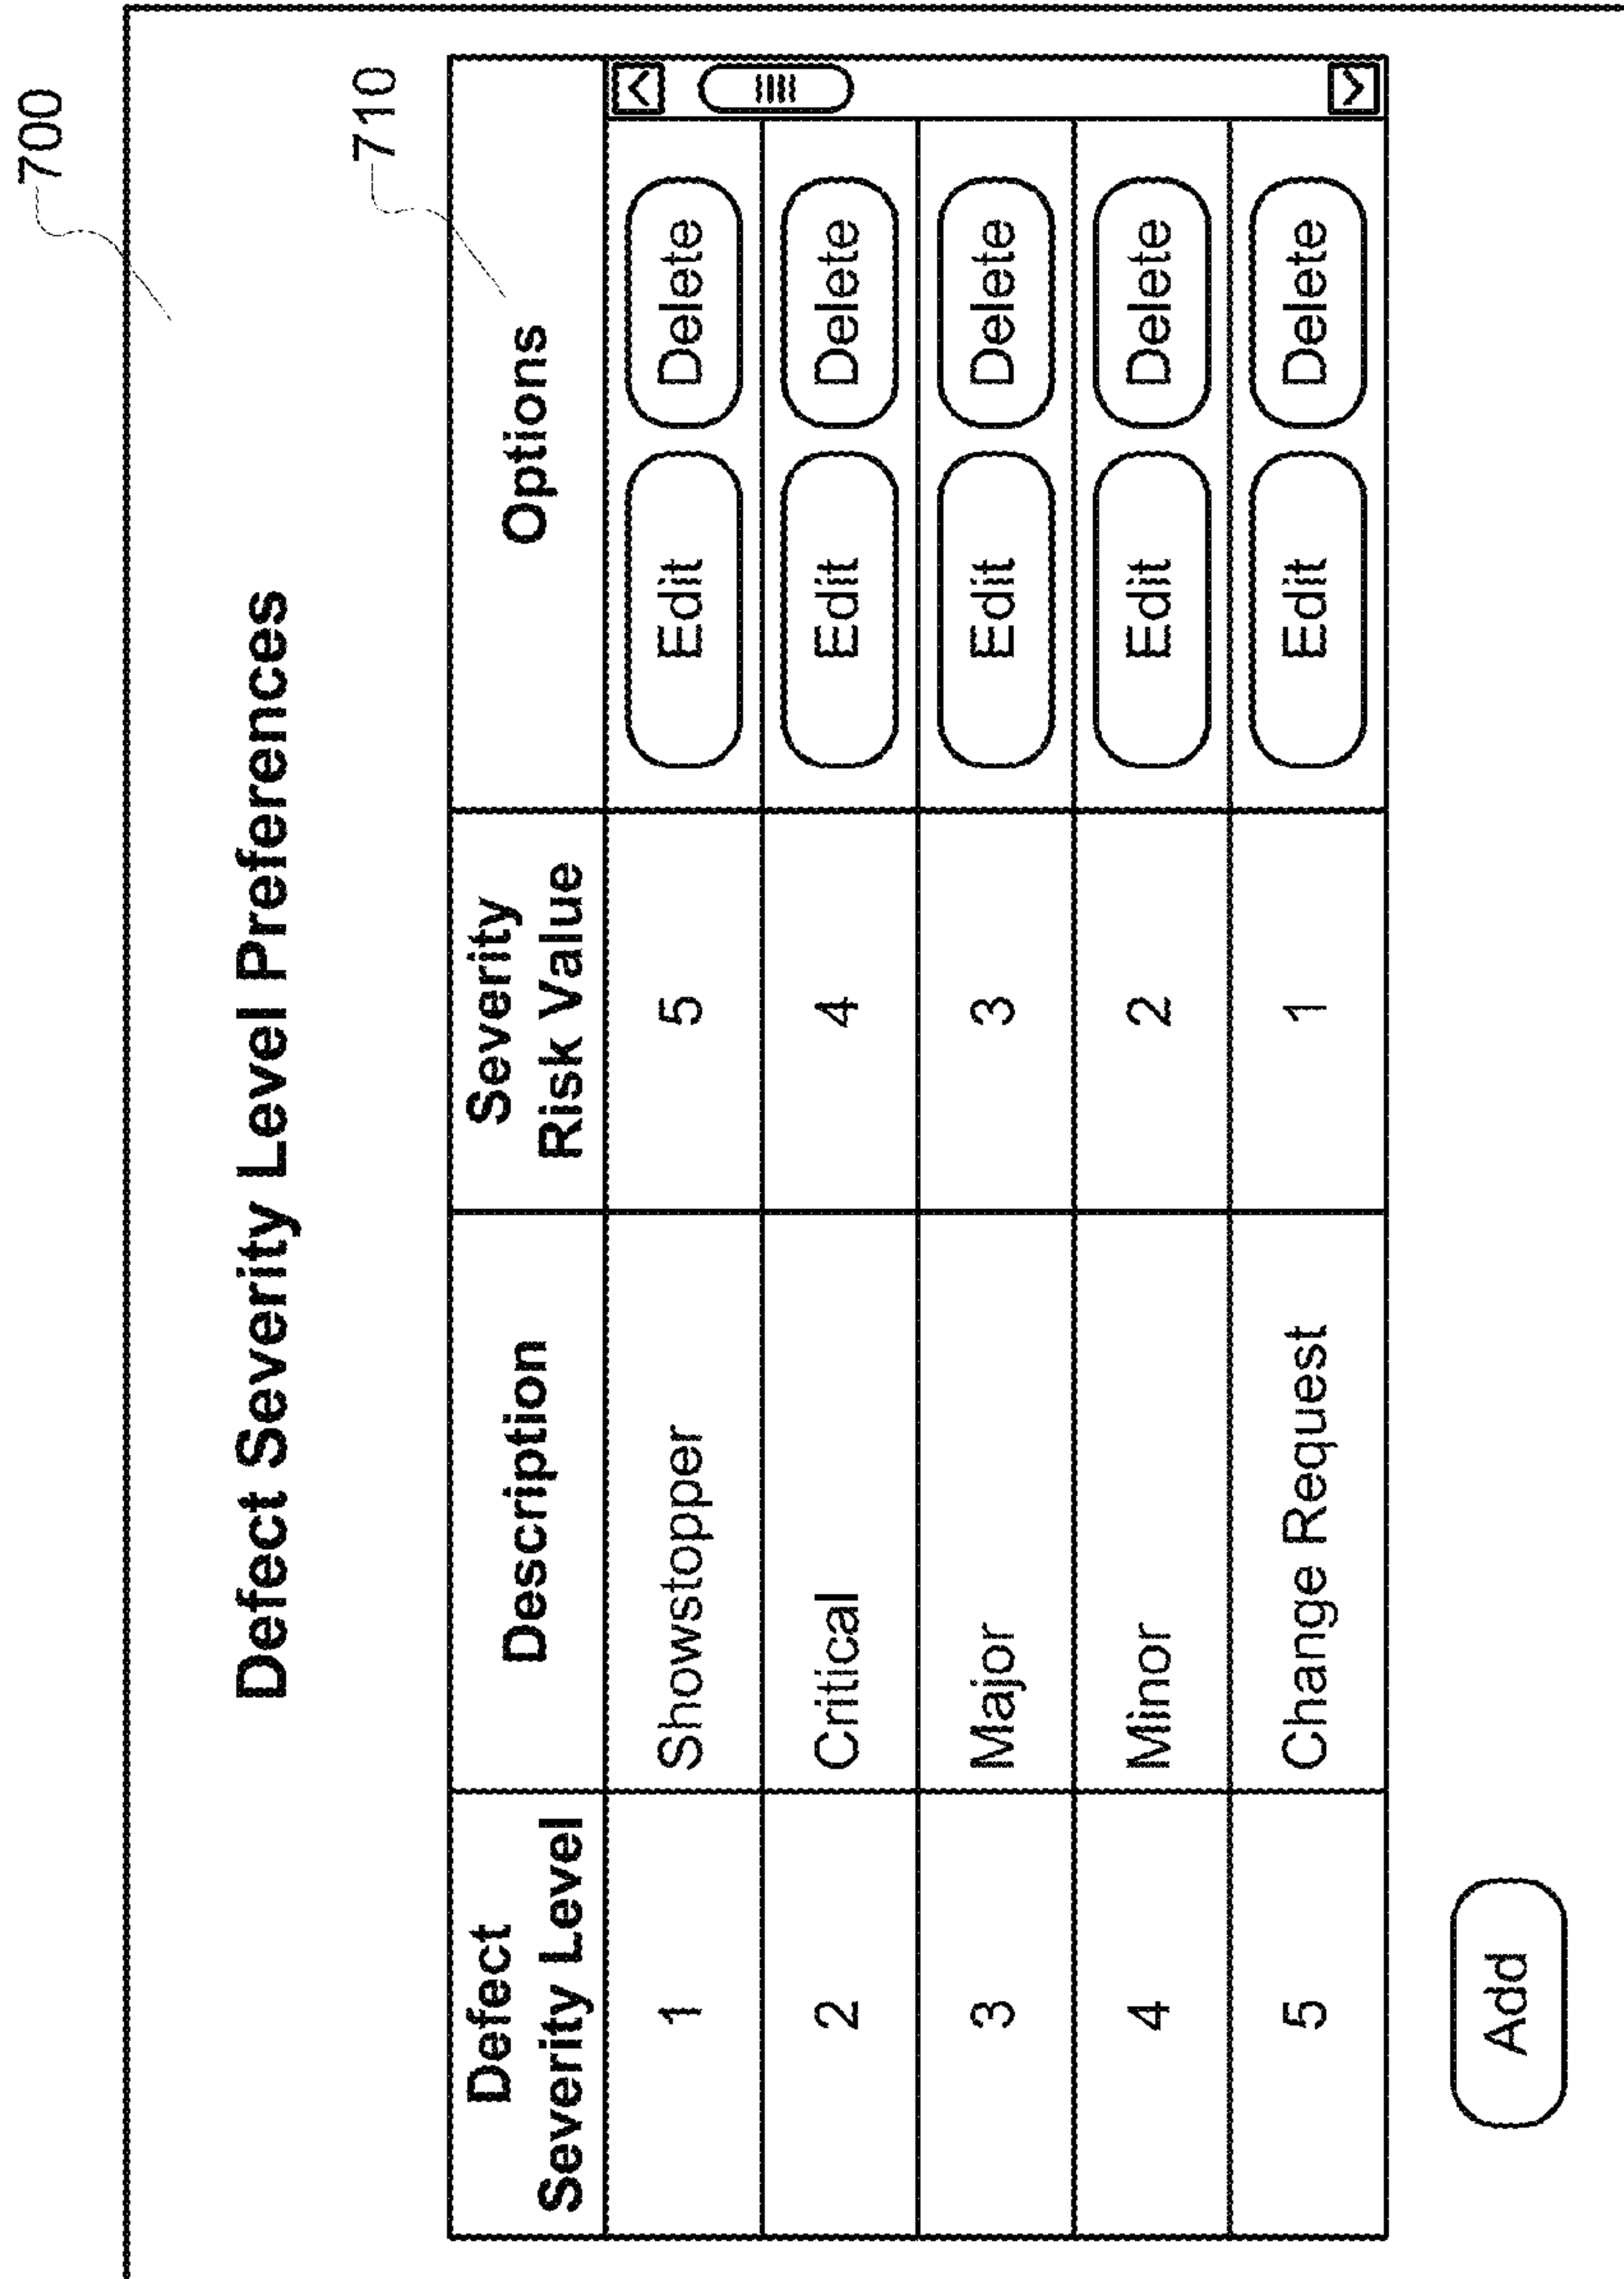 700
Defect Severity Level Preferences
710
Defect
Severity Level
Description
Severity
Risk Value
Options
1
Showstopper
5
Edit
Delete
2
Critical
4
Edit
Delete
3
Major
3
Edit
Delete
4
Minor
2
Edit
Delete
5
Change Request
1
Edit
Delete
Add